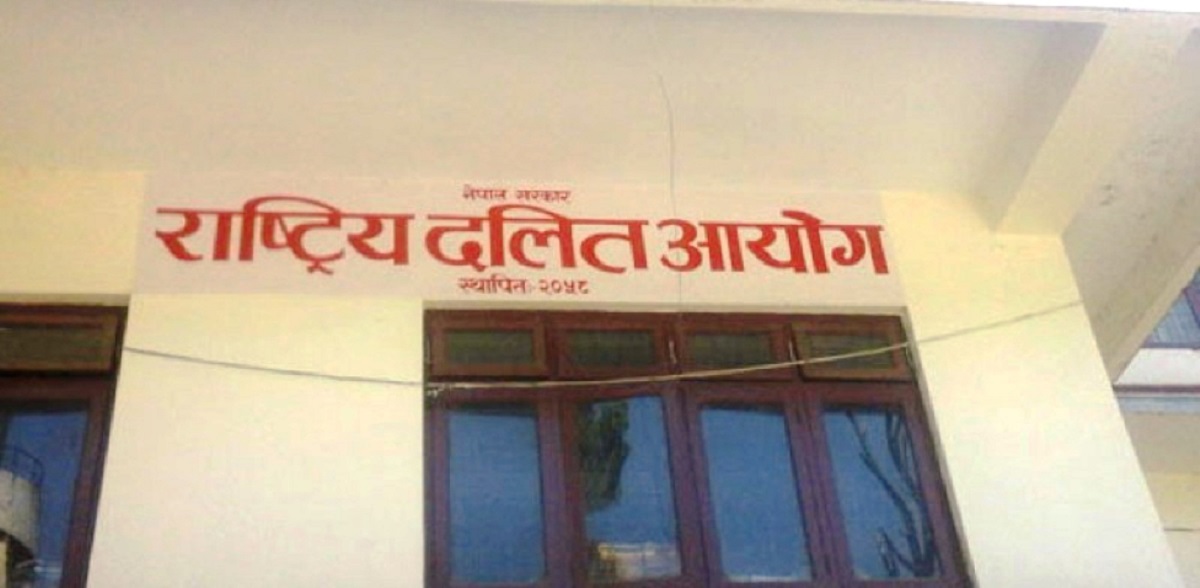 नेपाल सरकार
राष्ट्रिय दलित आयोग
स्थापितः-२०५८